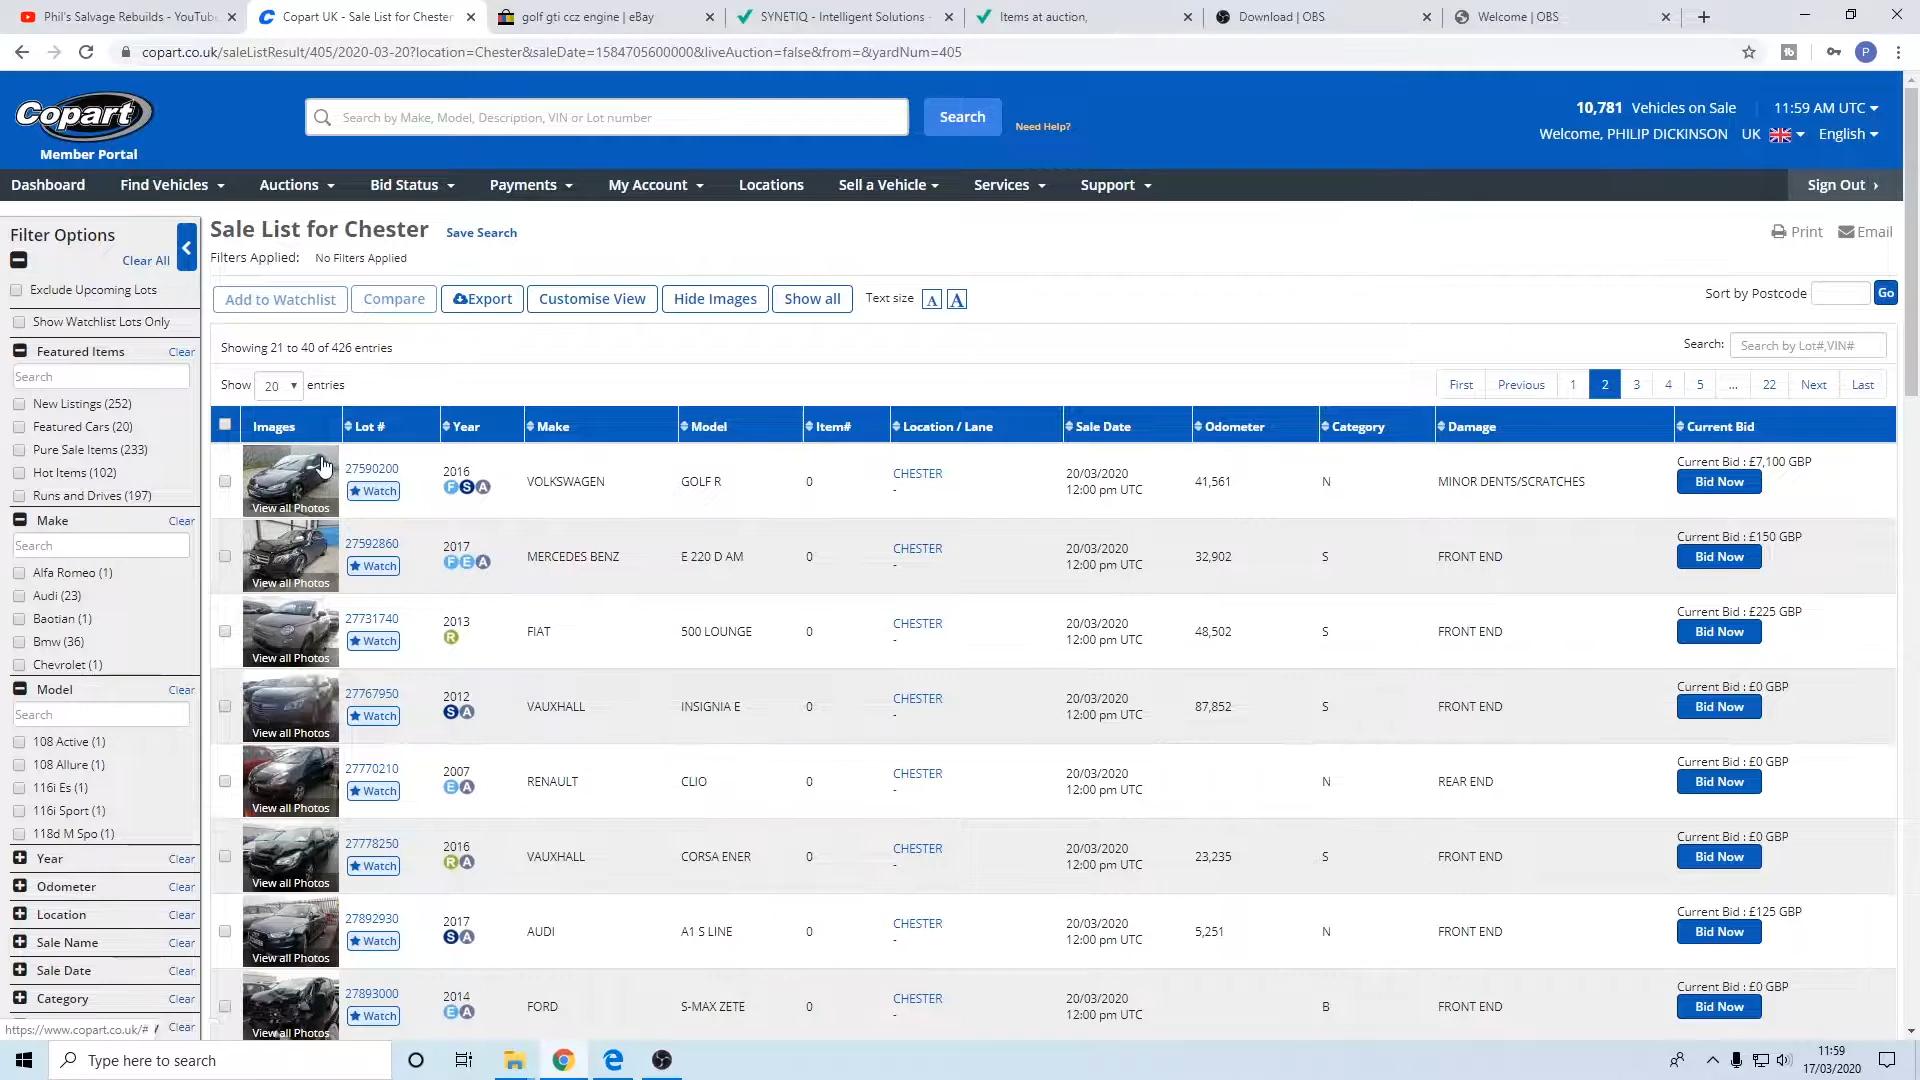 Phil's Salvage Rebuilds - YouTub
Copart UK - Sale List for Chester
golf gti ccz engine | eBay
SYNETIQ - Intelligent Solutions -
Items at auction,
Download | OBS
Welcome | OBS
copart.co.uk/saleListResult/405/2020-03-20?location=Chester&saleDate=1584705600000&liveAuction=false&from=&yardNum=405
P
Copart
Member Portal
Search by Make, Model, Description, VIN or Lot number
Search
Need Help?
10,781 Vehicles on Sale
11:59 AM UTC
Welcome, PHILIP DICKINSON
UK
English
Dashboard Find Vehicles Auctions Bid Status Payments My Account Locations Sell a Vehicle Services Support Sign Out
Filter Options
Clear All
Exclude Upcoming Lots
Show Watchlist Lots Only
Featured Items Clear
Search
New Listings (252)
Featured Cars (20)
Pure Sale Items (233)
Hot Items (102)
Runs and Drives (197)
Make Clear
Search
Alfa Romeo (1)
Audi (23)
Baotian (1)
Bmw (36)
Chevrolet (1)
Model Clear
Search
108 Active (1)
108 Allure (1)
116i Es (1)
116i Sport (1)
118d M Spo (1)
Year Clear
Odometer Clear
Location Clear
Sale Name Clear
Sale Date Clear
Category Clear
Clear
https://www.copart.co.uk/#
Sale List for Chester Save Search
Print Email
Filters Applied: No Filters Applied
Add to Watchlist Compare Export Customise View Hide Images Show all Text size A A
Sort by Postcode Go
Showing 21 to 40 of 426 entries
Search: Search by Lot#,VIN#
Show 20 entries
First Previous 1 2 3 4 5 ... 22 Next Last
Images Lot # Year Make Model Item# Location / Lane Sale Date Odometer Category Damage Current Bid
View all Photos 27590200 Watch 2016 F S A VOLKSWAGEN GOLF R 0 CHESTER - 20/03/2020 12:00 pm UTC 41,561 N MINOR DENTS/SCRATCHES Current Bid : £7,100 GBP Bid Now
View all Photos 27592860 Watch 2017 F E A MERCEDES BENZ E 220 D AM 0 CHESTER - 20/03/2020 12:00 pm UTC 32,902 S FRONT END Current Bid : £150 GBP Bid Now
View all Photos 27731740 Watch 2013 R FIAT 500 LOUNGE 0 CHESTER - 20/03/2020 12:00 pm UTC 48,502 S FRONT END Current Bid : £225 GBP Bid Now
View all Photos 27767950 Watch 2012 S A VAUXHALL INSIGNIA E 0 CHESTER - 20/03/2020 12:00 pm UTC 87,852 S FRONT END Current Bid : £0 GBP Bid Now
View all Photos 27770210 Watch 2007 E A RENAULT CLIO 0 CHESTER - 20/03/2020 12:00 pm UTC N REAR END Current Bid : £0 GBP Bid Now
View all Photos 27778250 Watch 2016 R A VAUXHALL CORSA ENER 0 CHESTER - 20/03/2020 12:00 pm UTC 23,235 S FRONT END Current Bid : £0 GBP Bid Now
View all Photos 27892930 Watch 2017 S A AUDI A1 S LINE 0 CHESTER - 20/03/2020 12:00 pm UTC 5,251 N FRONT END Current Bid : £125 GBP Bid Now
View all Photos 27893000 Watch 2014 E A FORD S-MAX ZETE 0 CHESTER - 20/03/2020 12:00 pm UTC B FRONT END Current Bid : £0 GBP Bid Now
Type here to search
11:59
17/03/2020